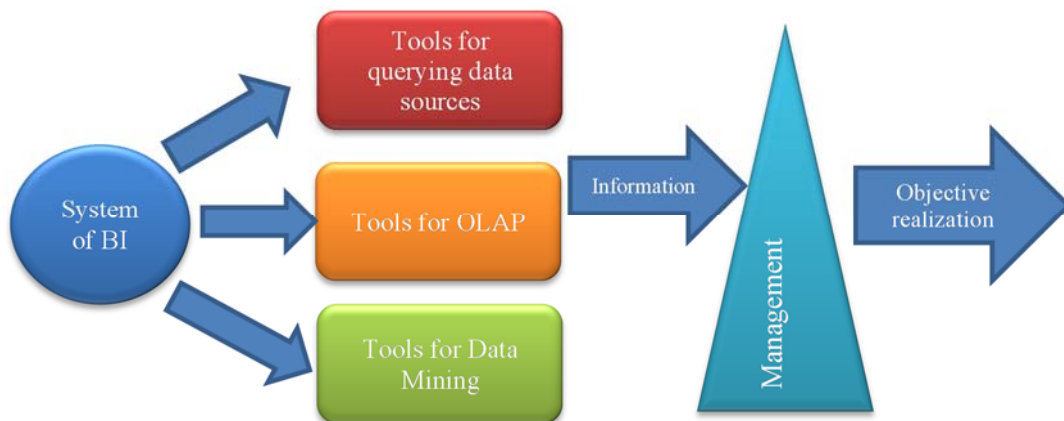 Tools for
querying data
sources
System
of BI
Tools for OLAP
Tools for Data
Mining
Information
Management
Objective
realization